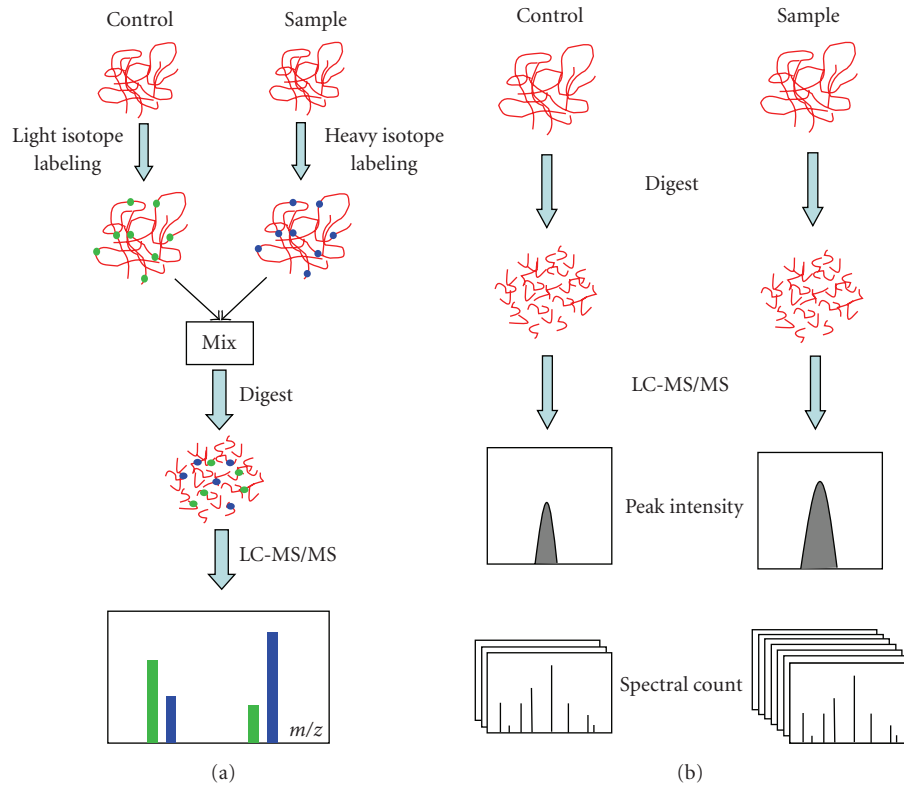 Control
Sample
Light isotope
labeling
Heavy isotope
labeling
Mix
Digest
LC-MS/MS
m/z
(a)
Control
Sample
Digest
LC-MS/MS
Peak intensity
Spectral count
(b)